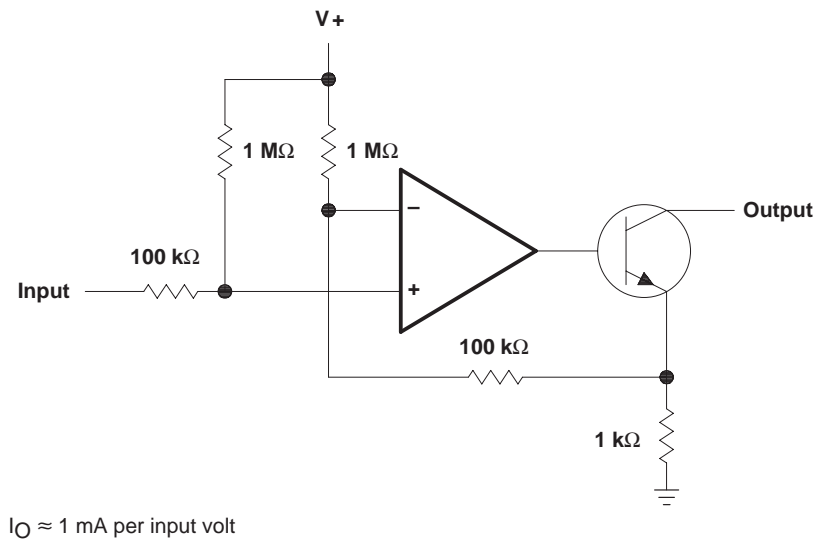 V+
1 MΩ 1 MΩ
−
Output
100 kΩ
Input
+
100 kΩ
1 kΩ
IO ≈ 1 mA per input volt